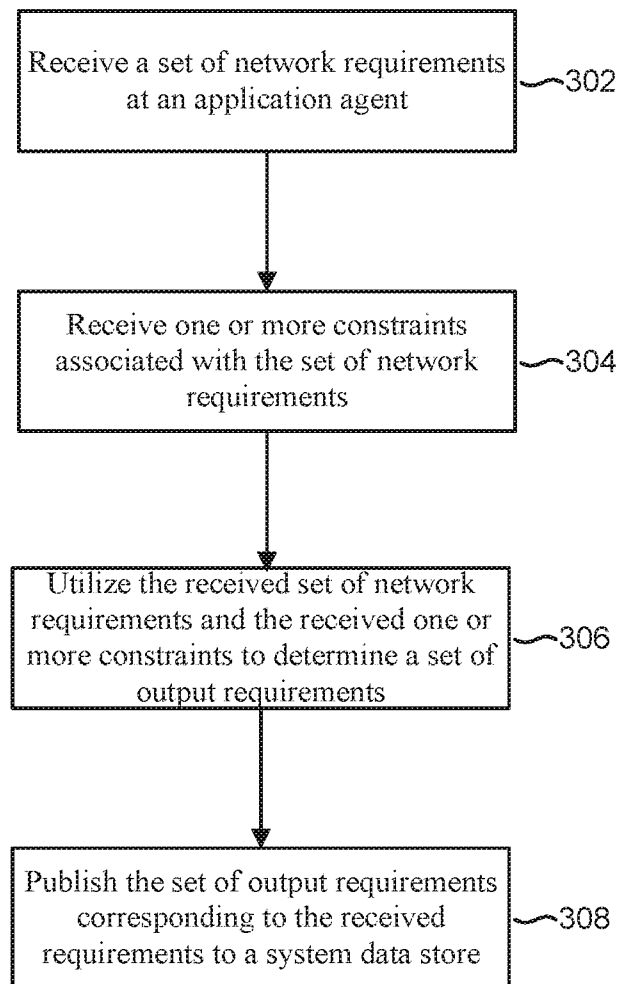 Receive a set of network requirements
at an application agent
302
Receive one or more constraints
associated with the set of network
requirements
304
Utilize the received set of network
requirements and the received one or
more constraints to determine a set of
output requirements
306
Publish the set of output requirements
corresponding to the received
requirements to a system data store
308